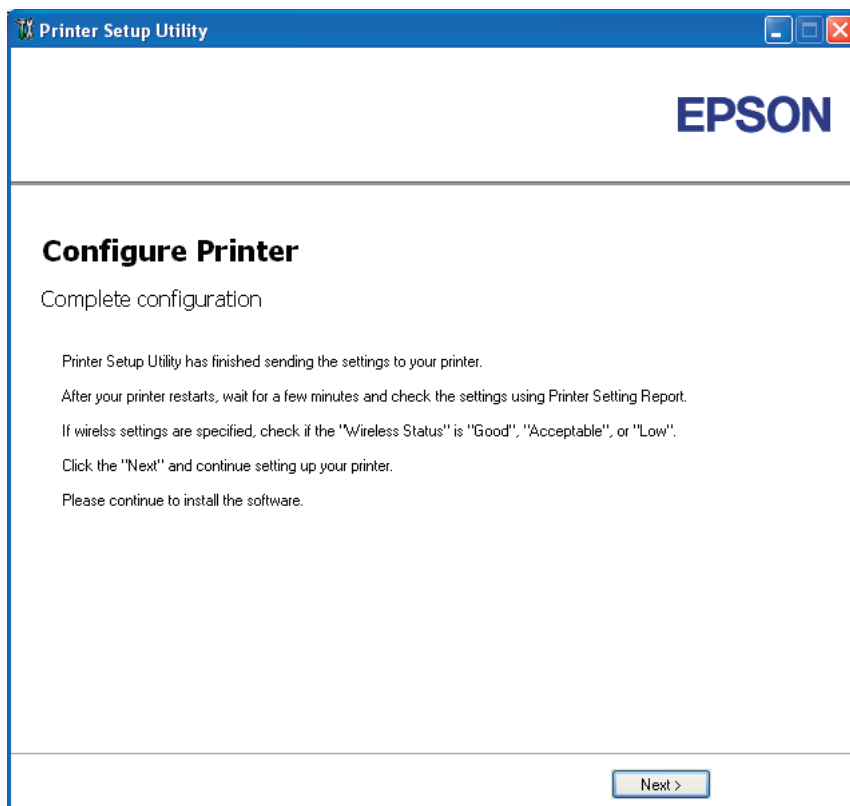 Printer Setup Utility
EPSON
Configure Printer
Complete configuration
Printer Setup Utility has finished sending the settings to your printer.
After your printer restarts, wait for a few minutes and check the settings using Printer Setting Report.
If wirelss settings are specified, check if the "Wireless Status" is "Good", "Acceptable", or "Low".
Click the "Next" and continue setting up your printer.
Please continue to install the software.
Next >